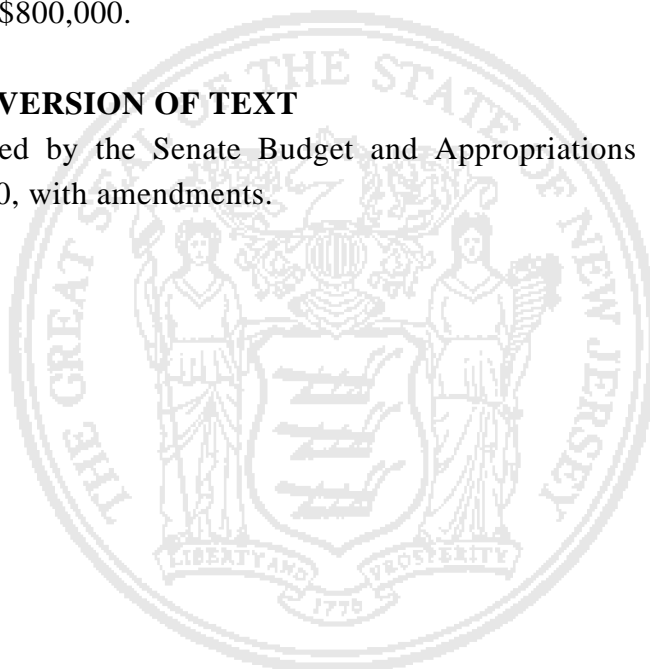 $800,000.
VERSION OF TEXT
ed by the Senate Budget and Appropriations
0, with amendments.
THE GREAT SEAL OF THE STATE OF NEW JERSEY
LIBERTY AND PROSPERITY
1776